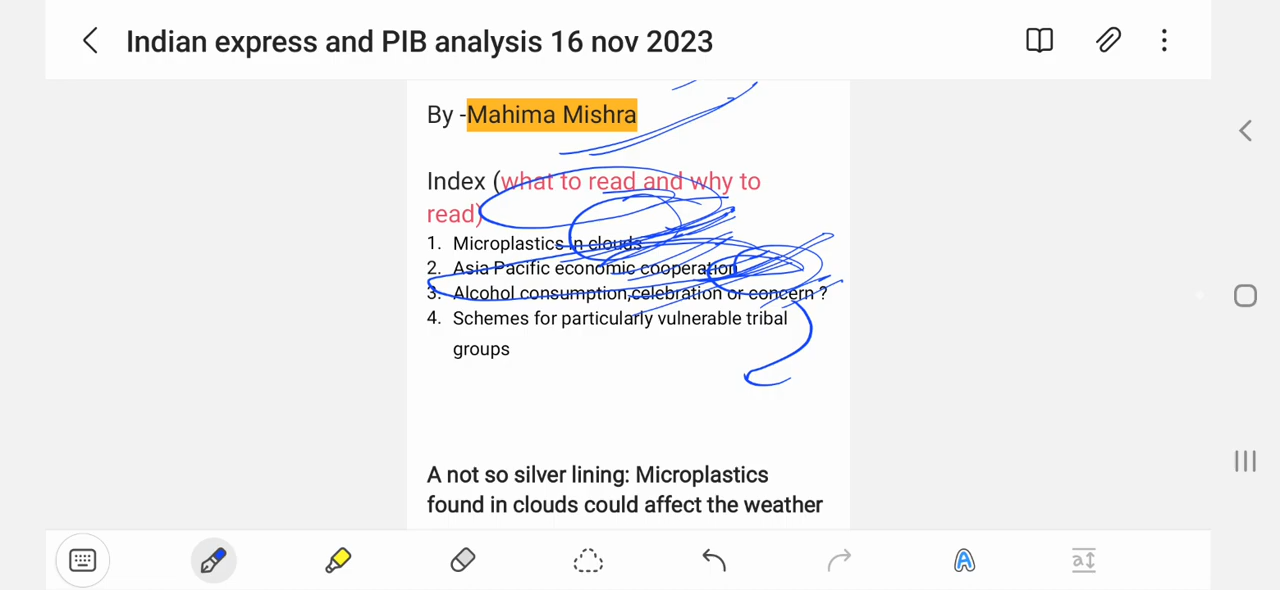 Indian express and PIB analysis 16 nov 2023
By -Mahima Mishra
Index (what to read and why to
read)
1. Microplastics in clouds
2. Asia Pacific economic cooperation
3. Alcohol consumption,celebration or concern ?
4. Schemes for particularly vulnerable tribal
groups
A not so silver lining: Microplastics
found in clouds could affect the weather